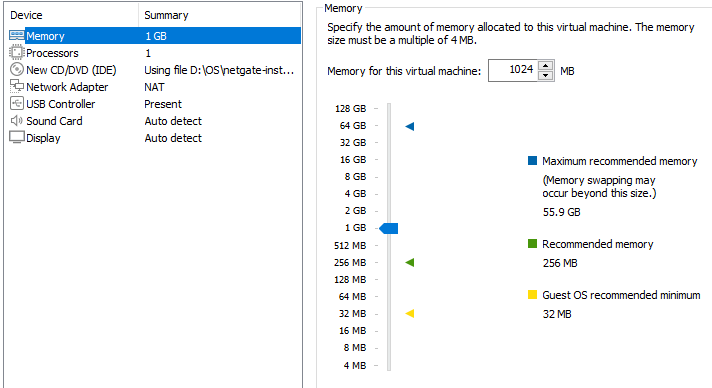 Device Summary
Memory 1 GB
Processors 1
New CD/DVD (IDE) Using file D:\OS\netgate-inst...
Network Adapter NAT
USB Controller Present
Sound Card Auto detect
Display Auto detect
Memory
Specify the amount of memory allocated to this virtual machine. The memory
size must be a multiple of 4 MB.
Memory for this virtual machine: 1024 MB
128 GB
64 GB
32 GB
16 GB
8 GB
4 GB
2 GB
1 GB
512 MB
256 MB
128 MB
64 MB
32 MB
16 MB
8 MB
4 MB
Maximum recommended memory
(Memory swapping may
occur beyond this size.)
55.9 GB
Recommended memory
256 MB
Guest OS recommended minimum
32 MB